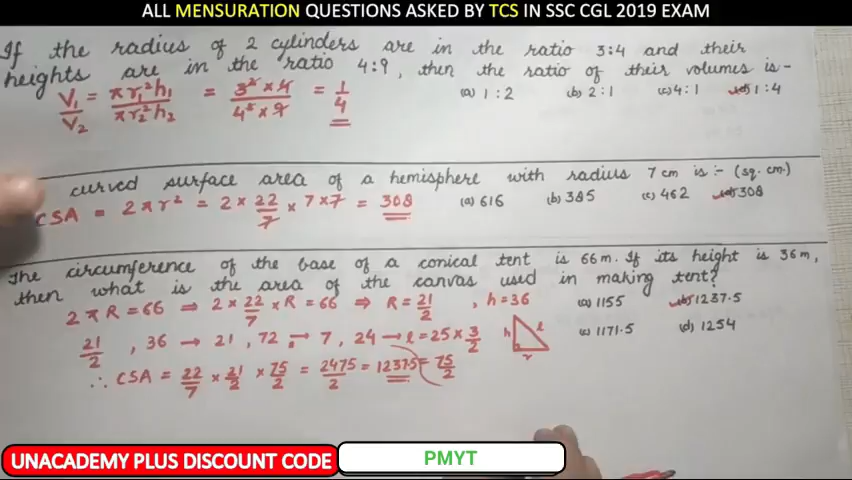 ALL MENSURATION QUESTIONS ASKED BY TCS IN SSC CGL 2019 EXAM
If the radius of 2 cylinders are in the ratio 3:4 and their
heights are in the ratio 4:9, then the ratio of their volumes is -
V₁/V₂ = πr₁²h₁/πr₂²h₂ = 3²×4/4²×9 = 1/4
(a) 1:2 (b) 2:1 (c) 4:1 (d) 1:4
curved surface area of a hemisphere with radius 7 cm is :- (sq. cm.)
CSA = 2πr² = 2 × 22/7 × 7 × 7 = 308
(a) 616 (b) 385 (c) 462 (d) 308
The circumference of the base of a conical tent is 66m. If its height is 36m,
then what is the area of the canvas used in making tent?
2πR = 66 ⇒ 2 × 22/7 × R = 66 ⇒ R = 21/2 , h = 36
(a) 1155 (b) 1237.5
21/2 , 36 → 21, 72 → 7, 24 → l = 25 × 3/2
h l r
(c) 1171.5 (d) 1254
∴ CSA = 22/7 × 21/2 × 75/2 = 2475/2 = 1237.5 = 75/2
UNACADEMY PLUS DISCOUNT CODE PMYT